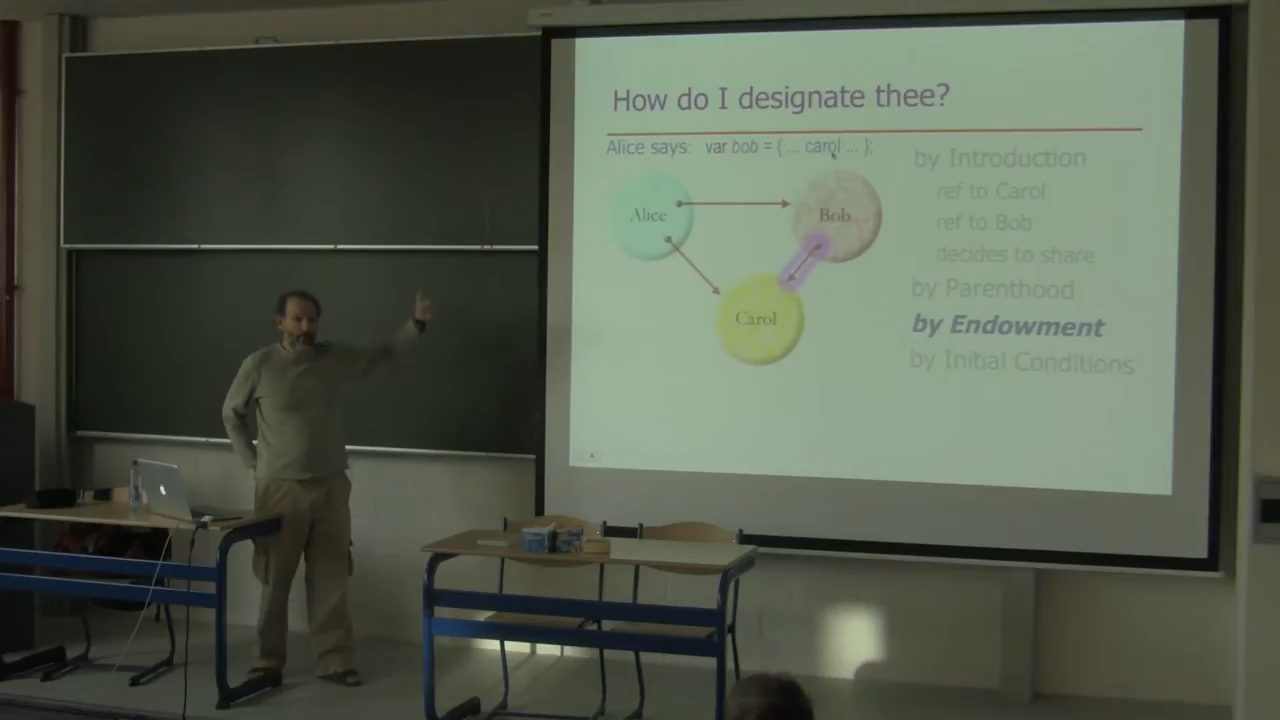 How do I designate thee?
Alice says: var bob = { ... carol ... };
Alice
Bob
Carol
by Introduction
ref to Carol
ref to Bob
decides to share
by Parenthood
by Endowment
by Initial Conditions